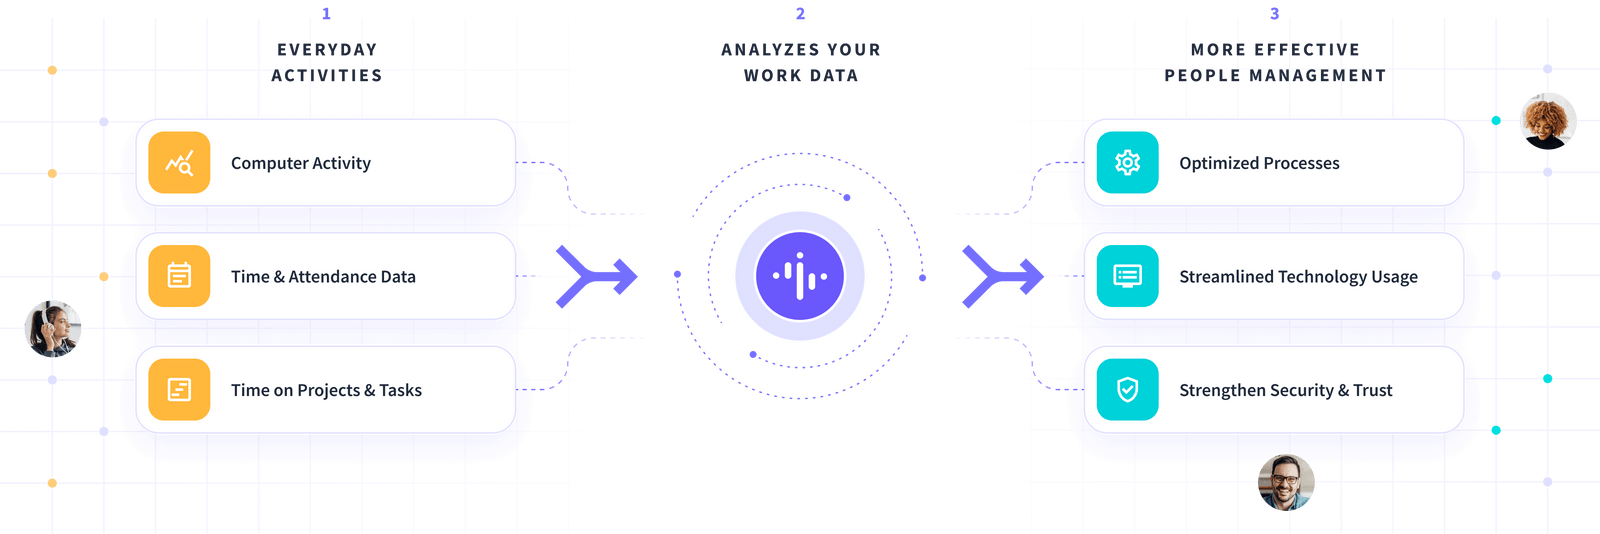 1
EVERYDAY
ACTIVITIES
Computer Activity
Time & Attendance Data
Time on Projects & Tasks
2
ANALYZES YOUR
WORK DATA
3
MORE EFFECTIVE
PEOPLE MANAGEMENT
Optimized Processes
Streamlined Technology Usage
Strengthen Security & Trust